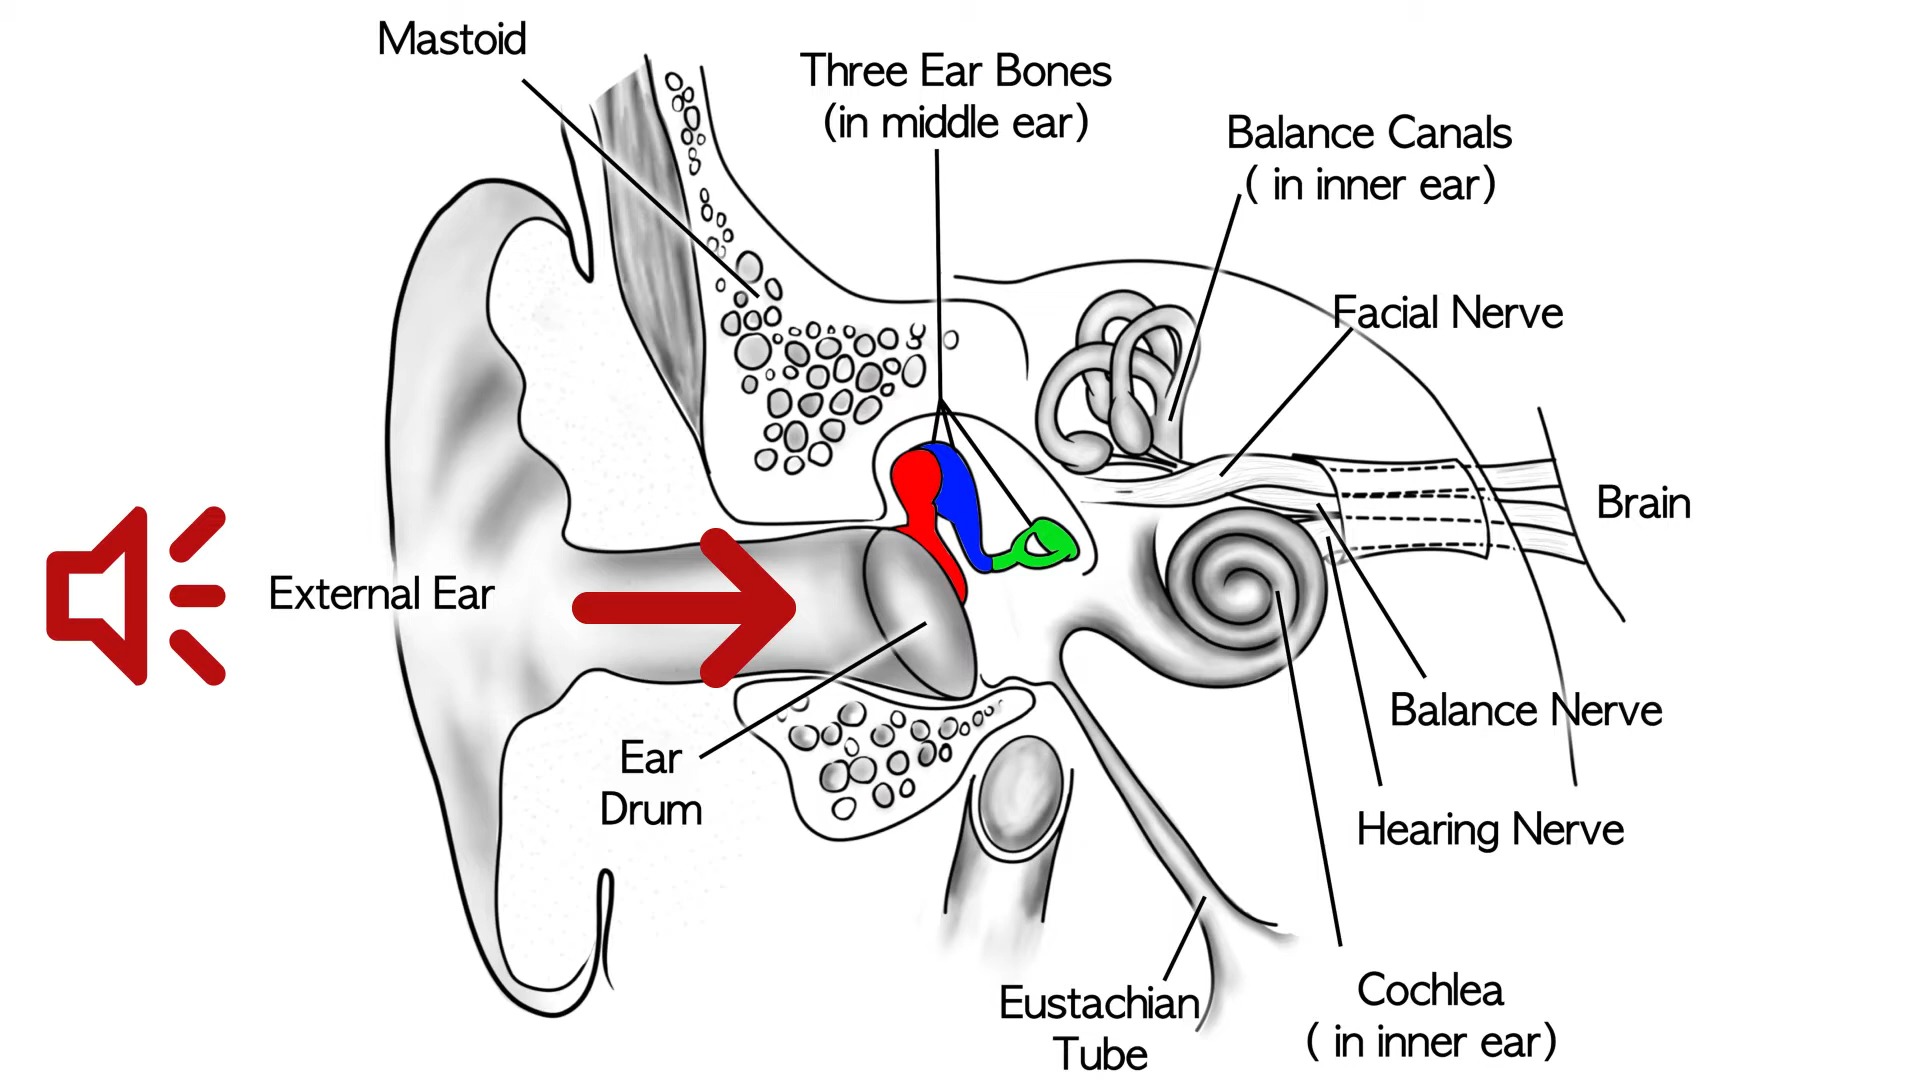 Mastoid
Three Ear Bones
(in middle ear)
Balance Canals
( in inner ear)
Facial Nerve
Brain
External Ear
Balance Nerve
Ear
Drum
Hearing Nerve
Eustachian
Tube
Cochlea
( in inner ear)